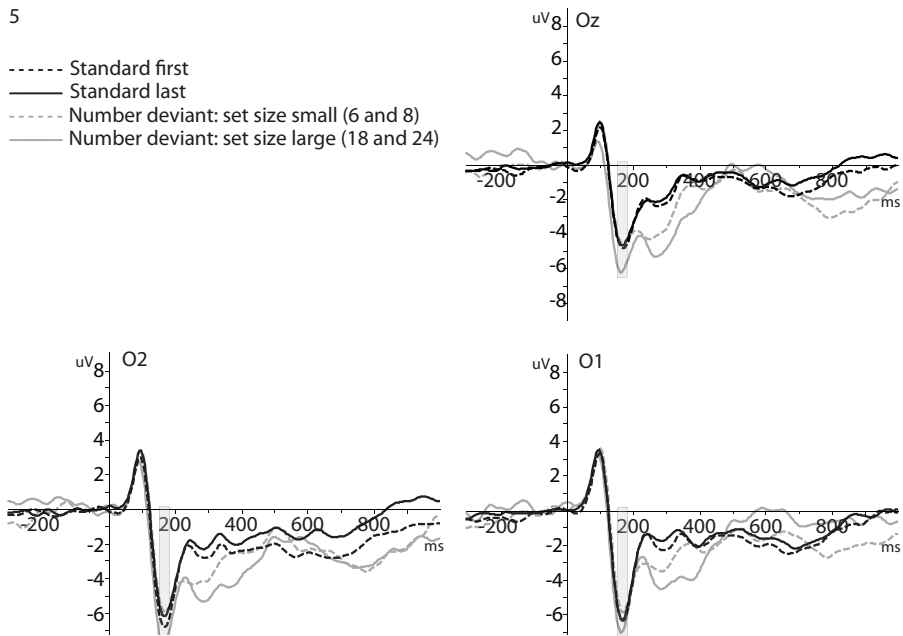 5
Standard first
Standard last
Number deviant: set size small (6 and 8)
Number deviant: set size large (18 and 24)
uV
Oz
8
6
4
2
-200
200
400
600
800
ms
-2
-4
-6
-8
uV
O2
8
6
4
2
-200
200
400
600
800
ms
-2
-4
-6
uV
O1
8
6
4
2
-200
200
400
600
800
ms
-2
-4
-6